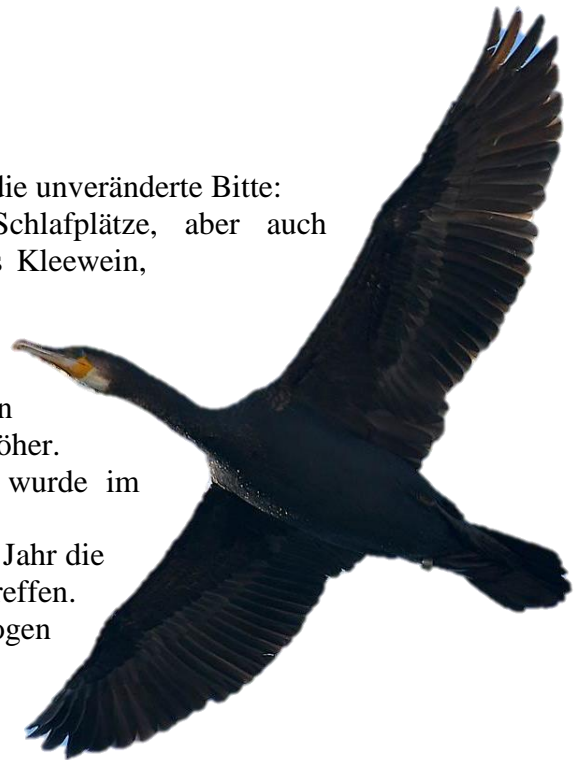 die unveränderte Bitte:
Schlafplätze, aber auch
Kleewein,
öher.
wurde im
Jahr die
reffen.
ogen